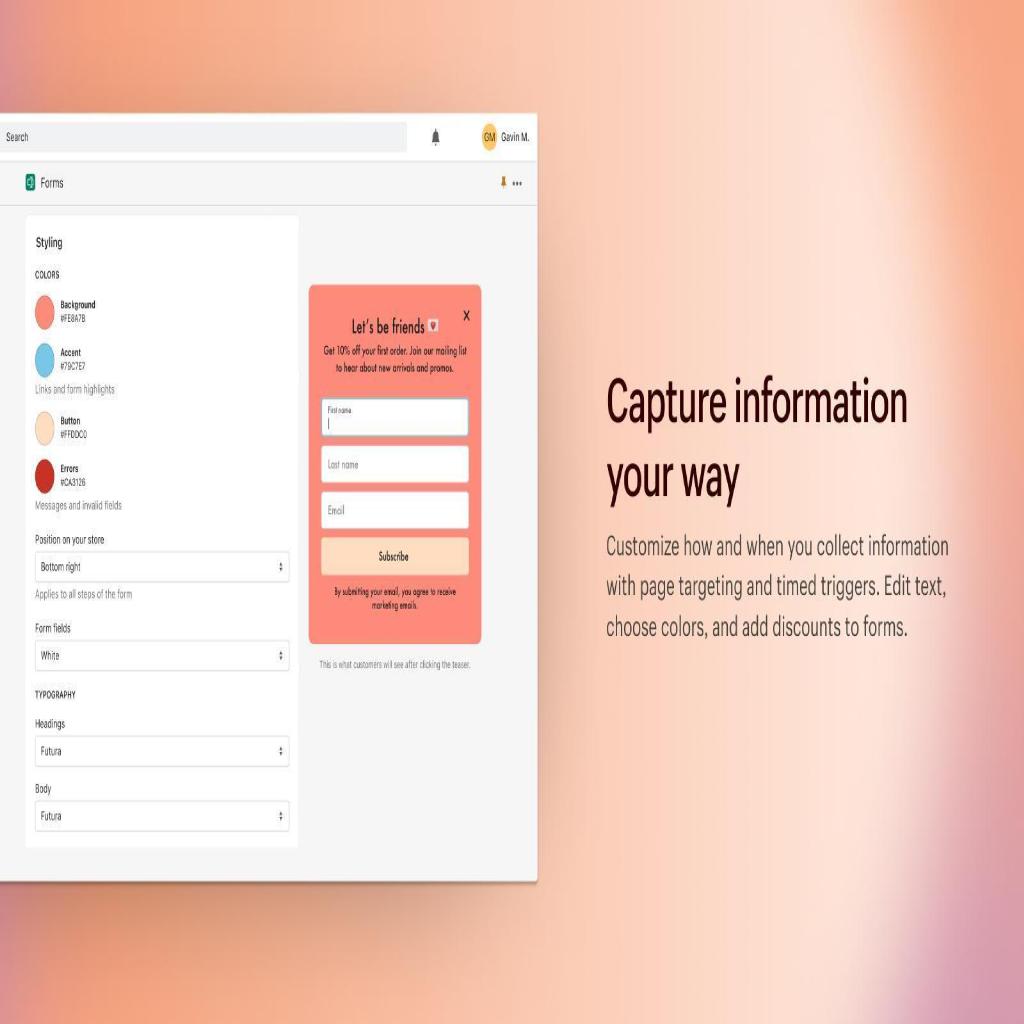 Search
GM Gavin M.
Forms
Styling
COLORS
Background
#FE8A7B
Accent
#79C7E7
Links and form highlights
Button
#FFDDC0
Errors
#CA3126
Messages and invalid fields
Position on your store
Bottom right
Applies to all steps of the form
Form fields
White
TYPOGRAPHY
Headings
Futura
Body
Futura
X
Let's be friends
Get 10% off your first order. Join our mailing list
to hear about new arrivals and promos.
First name
Last name
Email
Subscribe
By submitting your email, you agree to receive
marketing emails.
This is what customers will see after clicking the teaser.
Capture information
your way
Customize how and when you collect information
with page targeting and timed triggers. Edit text,
choose colors, and add discounts to forms.